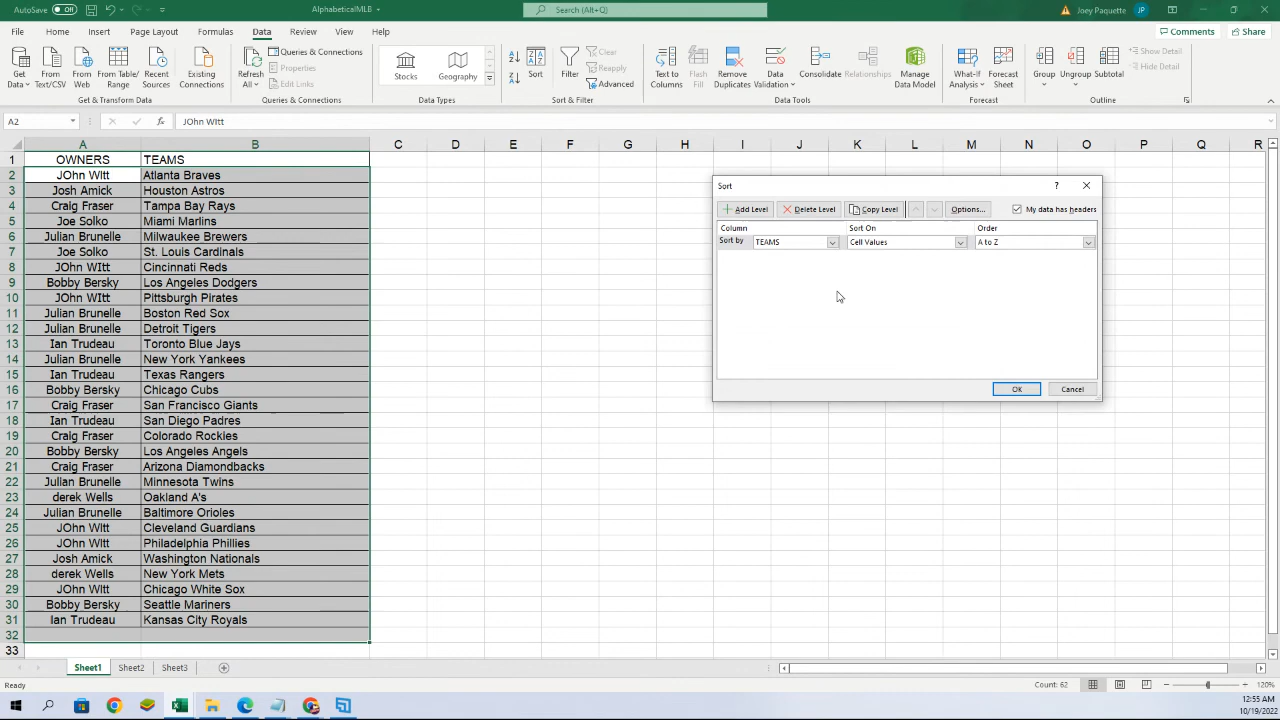 AutoSave Off AlphabeticalMLB Search (Alt+Q) Joey Paquette JP
File Home Insert Page Layout Formulas Data Review View Help Comments Share
Get Data From Text/CSV From Web From Table/Range Recent Sources Existing Connections
Get & Transform Data
Refresh All Queries & Connections Properties Edit Links
Queries & Connections
Stocks Geography
Data Types
Sort Filter Clear Reapply Advanced
Sort & Filter
Text to Columns Flash Fill Remove Duplicates Data Validation Consolidate Relationships Manage Data Model
Data Tools
What-If Analysis Forecast Sheet
Forecast
Group Ungroup Subtotal Show Detail Hide Detail
Outline
A2 fx JOhn WItt
A B C D E F G H I J K L M N O P Q R
1 OWNERS TEAMS
2 JOhn WItt Atlanta Braves
3 Josh Amick Houston Astros
4 Craig Fraser Tampa Bay Rays
5 Joe Solko Miami Marlins
6 Julian Brunelle Milwaukee Brewers
7 Joe Solko St. Louis Cardinals
8 JOhn WItt Cincinnati Reds
9 Bobby Bersky Los Angeles Dodgers
10 JOhn WItt Pittsburgh Pirates
11 Julian Brunelle Boston Red Sox
12 Julian Brunelle Detroit Tigers
13 Ian Trudeau Toronto Blue Jays
14 Julian Brunelle New York Yankees
15 Ian Trudeau Texas Rangers
16 Bobby Bersky Chicago Cubs
17 Craig Fraser San Francisco Giants
18 Ian Trudeau San Diego Padres
19 Craig Fraser Colorado Rockies
20 Bobby Bersky Los Angeles Angels
21 Craig Fraser Arizona Diamondbacks
22 Julian Brunelle Minnesota Twins
23 derek Wells Oakland A's
24 Julian Brunelle Baltimore Orioles
25 JOhn WItt Cleveland Guardians
26 JOhn WItt Philadelphia Phillies
27 Josh Amick Washington Nationals
28 derek Wells New York Mets
29 JOhn WItt Chicago White Sox
30 Bobby Bersky Seattle Mariners
31 Ian Trudeau Kansas City Royals
32
33
Sort ?
Add Level Delete Level Copy Level Options... My data has headers
Column Sort On Order
Sort by TEAMS Cell Values A to Z
OK Cancel
Sheet1 Sheet2 Sheet3
Ready Count: 62 120%
12:55 AM
10/19/2022